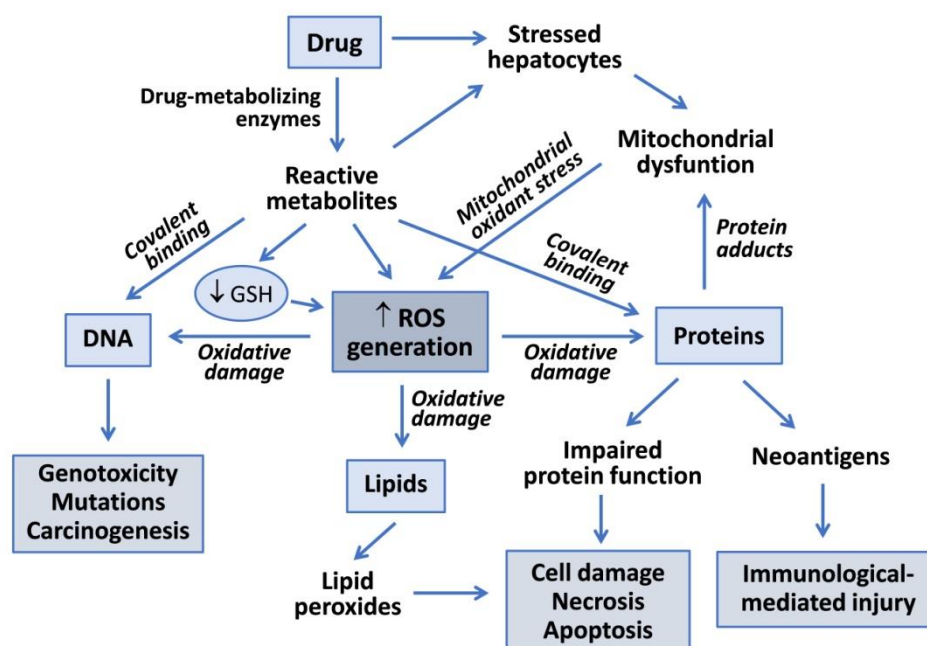 Drug
Stressed
hepatocytes
Drug-metabolizing
enzymes
Mitochondrial
dysfuntion
Reactive
metabolites
Mitochondrial
oxidant stress
Covalent
binding
Covalent
binding
Protein
adducts
↓ GSH
↑ ROS
generation
DNA
Proteins
Oxidative
damage
Oxidative
damage
Oxidative
damage
Genotoxicity
Mutations
Carcinogenesis
Lipids
Impaired
protein function
Neoantigens
Lipid
peroxides
Cell damage
Necrosis
Apoptosis
Immunological-
mediated injury